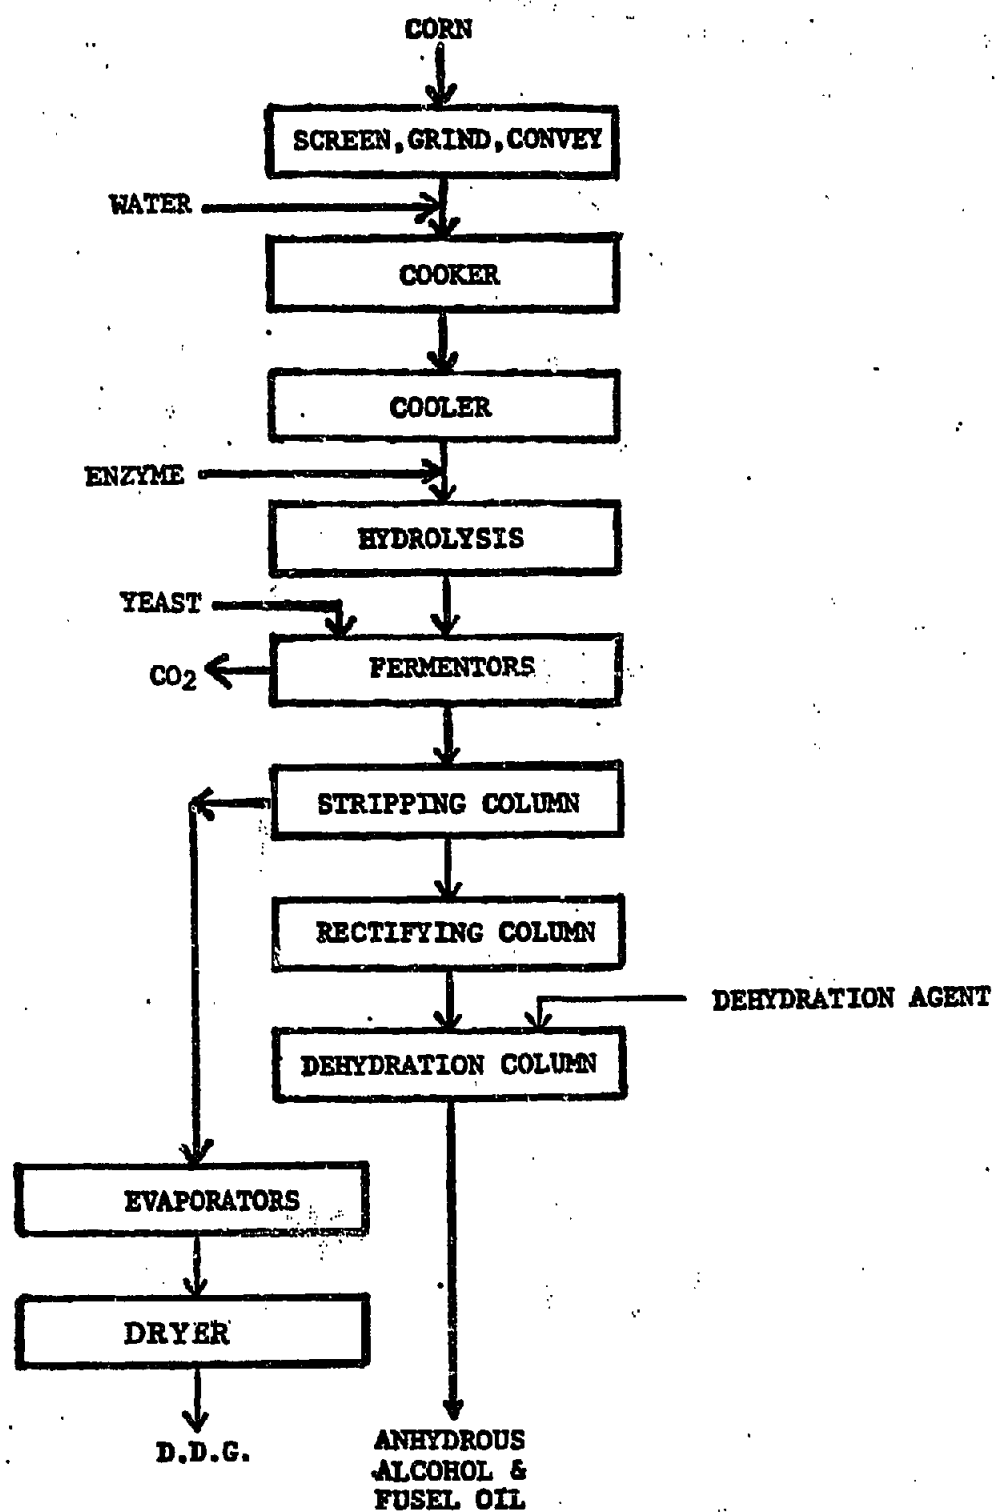 CORN
SCREEN, GRIND, CONVEY
WATER
COOKER
COOLER
ENZYME
HYDROLYSIS
YEAST
FERMENTORS
CO2
STRIPPING COLUMN
RECTIFYING COLUMN
DEHYDRATION AGENT
DEHYDRATION COLUMN
EVAPORATORS
DRYER
D.D.G.
ANHYDROUS
ALCOHOL &
FUSEL OIL